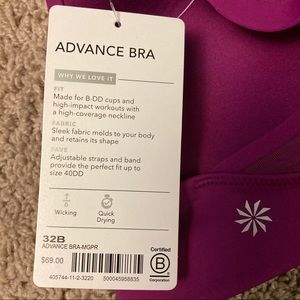 ADVANCE BRA
WHY WE LOVE IT
FIT
Made for B-DD cups and
high-impact workouts with
a high-coverage neckline
FABRIC
Sleek fabric molds to your body
and retains its shape
FAVE
Adjustable straps and band
provide the perfect fit up to
size 40DD
Wicking
Quick
Drying
32B
ADVANCE BRA-MGPR
$69.00
405744-11-2-3220 500045958835
Certified
B
Corporation